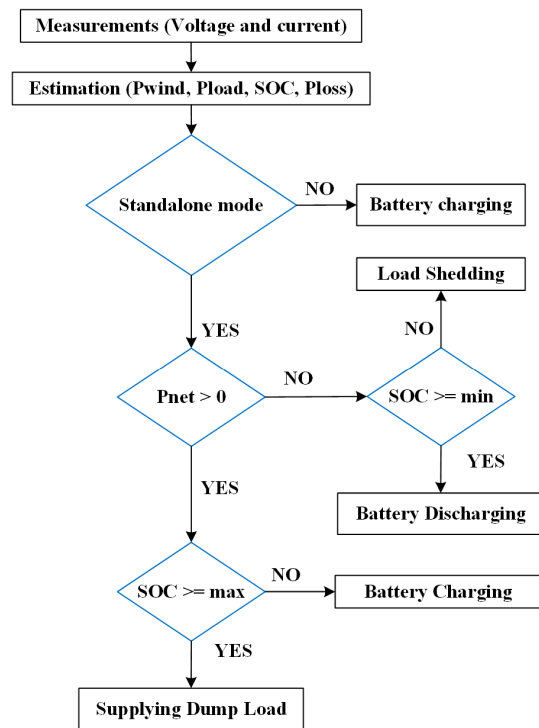 Measurements (Voltage and current)
Estimation (Pwind, Pload, SOC, Ploss)
Standalone mode
NO
Battery charging
Load Shedding
YES
NO
Pnet > 0
NO
SOC >= min
YES
YES
Battery Discharging
SOC >= max
NO
Battery Charging
YES
Supplying Dump Load